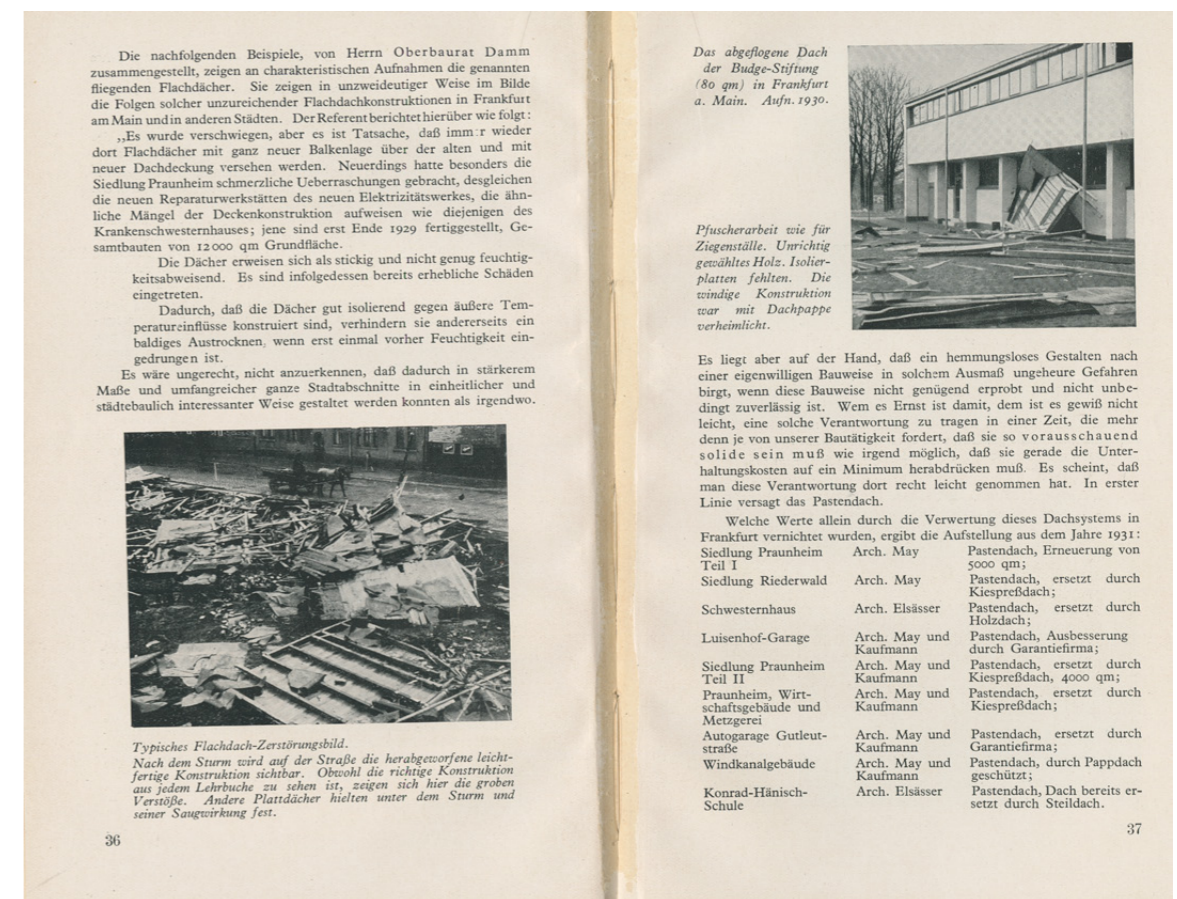 Die nachfolgenden Beispiele, von Herrn Oberbaurat Damm
zusammengestellt, zeigen an charakteristischen Aufnahmen die genannten
fliegenden Flachdächer. Sie zeigen in unzweideutiger Weise im Bilde
die Folgen solcher unzureichender Flachdachkonstruktionen in Frankfurt
am Main und in anderen Städten. Der Referent berichtet hierüber wie folgt:
„Es wurde verschwiegen, aber es ist Tatsache, daß imm:r wieder
dort Flachdächer mit ganz neuer Balkenlage über der alten und mit
neuer Dachdeckung versehen werden. Neuerdings hatte besonders die
Siedlung Praunheim schmerzliche Ueberraschungen gebracht, desgleichen
die neuen Reparaturwerkstätten des neuen Elektrizitätswerkes, die ähn-
liche Mängel der Deckenkonstruktion aufweisen wie diejenigen des
Krankenschwesternhauses; jene sind erst Ende 1929 fertiggestellt, Ge-
samtbauten von 12000 qm Grundfläche.
Die Dächer erweisen sich als stickig und nicht genug feuchtig-
keitsabweisend. Es sind infolgedessen bereits erhebliche Schäden
eingetreten.
Dadurch, daß die Dächer gut isolierend gegen äußere Tem-
peratureinflüsse konstruiert sind, verhindern sie andererseits ein
baldiges Austrocknen, wenn erst einmal vorher Feuchtigkeit ein-
gedrungen ist.
Es wäre ungerecht, nicht anzuerkennen, daß dadurch in stärkerem
Maße und umfangreicher ganze Stadtabschnitte in einheitlicher und
städtebaulich interessanter Weise gestaltet werden konnten als irgendwo.
Typisches Flachdach-Zerstörungsbild.
Nach dem Sturm wird auf der Straße die herabgeworfene leicht-
fertige Konstruktion sichtbar. Obwohl die richtige Konstruktion
aus jedem Lehrbuche zu sehen ist, zeigen sich hier die groben
Verstöße. Andere Plattdächer hielten unter dem Sturm und
seiner Saugwirkung fest.
36
Das abgeflogene Dach
der Budge-Stiftung
(80 qm) in Frankfurt
a. Main. Aufn. 1930.
Pfuscherarbeit wie für
Ziegenställe. Unrichtig
gewähltes Holz. Isolier-
platten fehlten. Die
windige Konstruktion
war mit Dachpappe
verheimlicht.
Es liegt aber auf der Hand, daß ein hemmungsloses Gestalten nach
einer eigenwilligen Bauweise in solchem Ausmaß ungeheure Gefahren
birgt, wenn diese Bauweise nicht genügend erprobt und nicht unbe-
dingt zuverlässig ist. Wem es Ernst ist damit, dem ist es gewiß nicht
leicht, eine solche Verantwortung zu tragen in einer Zeit, die mehr
denn je von unserer Bautätigkeit fordert, daß sie so vorausschauend
solide sein muß wie irgend möglich, daß sie gerade die Unter-
haltungskosten auf ein Minimum herabdrücken muß. Es scheint, daß
man diese Verantwortung dort recht leicht genommen hat. In erster
Linie versagt das Pastendach.
Welche Werte allein durch die Verwertung dieses Dachsystems in
Frankfurt vernichtet wurden, ergibt die Aufstellung aus dem Jahre 1931:
Siedlung Praunheim Arch. May Pastendach, Erneuerung von
Teil I 5000 qm;
Siedlung Riederwald Arch. May Pastendach, ersetzt durch
Kiespreßdach;
Schwesternhaus Arch. Elsässer Pastendach, ersetzt durch
Holzdach;
Luisenhof-Garage Arch. May und Pastendach, Ausbesserung
Kaufmann durch Garantiefirma;
Siedlung Praunheim Arch. May und Pastendach, ersetzt durch
Teil II Kaufmann Kiespreßdach, 4000 qm;
Praunheim, Wirt- Arch. May und Pastendach, ersetzt durch
schaftsgebäude und Kaufmann Kiespreßdach;
Metzgerei
Autogarage Gutleut- Arch. May und Pastendach, ersetzt durch
straße Kaufmann Garantiefirma;
Windkanalgebäude Arch. May und Pastendach, durch Pappdach
Kaufmann geschützt;
Konrad-Hänisch- Arch. Elsässer Pastendach, Dach bereits er-
Schule setzt durch Steildach.
37